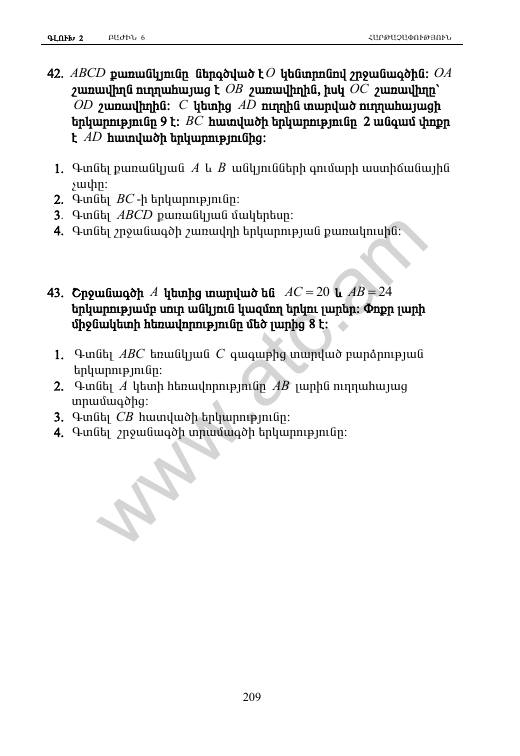 ԳԼՈՒԽ 2 ԲԱԺԻՆ 6 ՀԱՐԹԱՉԱՓՈՒԹՅՈՒՆ
42. ABCD քառանկյունը ներգծված է O կենտրոնով շրջանագծին: OA
շառավիղն ուղղահայաց է OB շառավիղին, իսկ OC շառավիղը՝
OD շառավիղին: C կետից AD ուղղին տարված ուղղահայացի
երկարությունը 9 է: BC հատվածի երկարությունը 2 անգամ փոքր
է AD հատվածի երկարությունից:
1. Գտնել քառանկյան A և B անկյունների գումարի աստիճանային
չափը:
2. Գտնել BC -ի երկարությունը:
3. Գտնել ABCD քառանկյան մակերեսը:
4. Գտնել շրջանագծի շառավղի երկարության քառակուսին:
43. Շրջանագծի A կետից տարված են AC = 20 և AB = 24
երկարությամբ սուր անկյուն կազմող երկու լարեր: Փոքր լարի
միջնակետի հեռավորությունը մեծ լարից 8 է:
1. Գտնել ABC եռանկյան C գագաթից տարված բարձրության
երկարությունը:
2. Գտնել A կետի հեռավորությունը AB լարին ուղղահայաց
տրամագծից:
3. Գտնել CB հատվածի երկարությունը:
4. Գտնել շրջանագծի տրամագծի երկարությունը:
www.atc.am
209